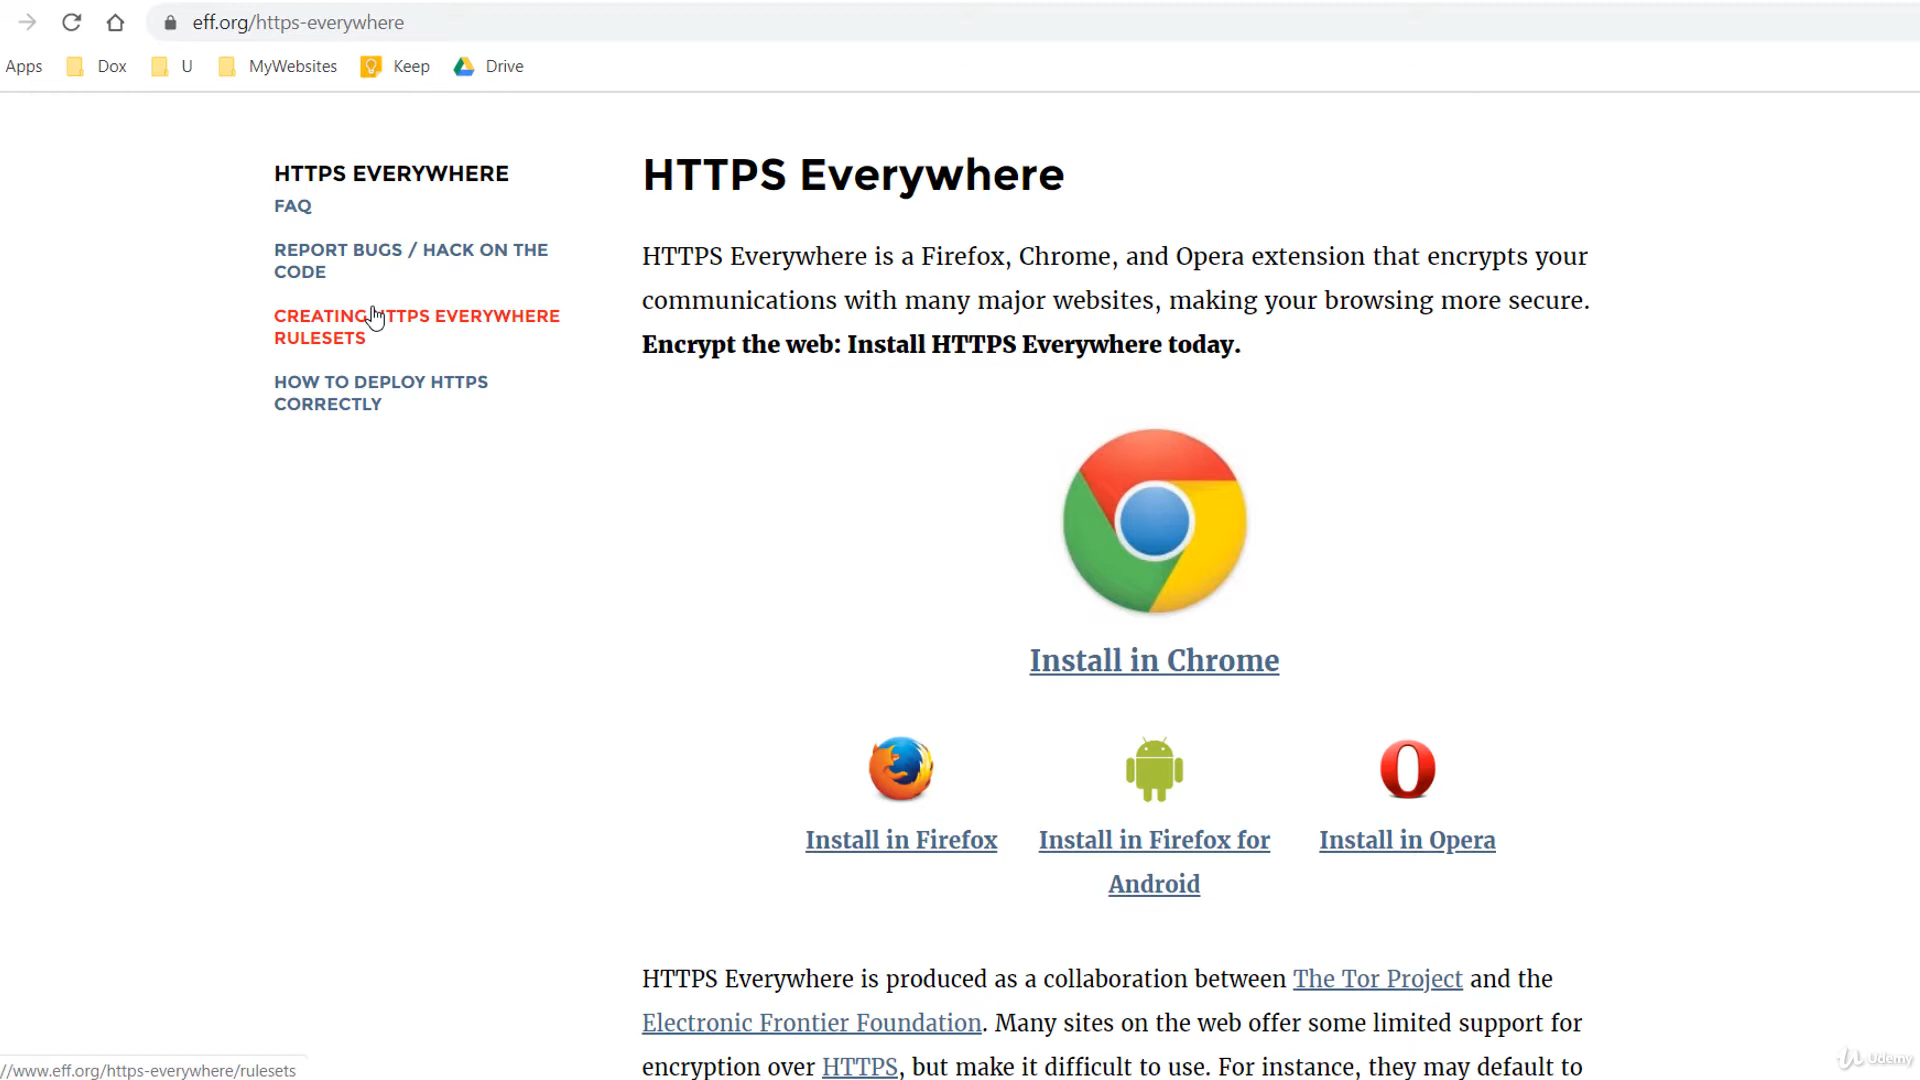 eff.org/https-everywhere
Apps Dox U MyWebsites Keep Drive
HTTPS EVERYWHERE
FAQ
REPORT BUGS / HACK ON THE
CODE
CREATING HTTPS EVERYWHERE
RULESETS
HOW TO DEPLOY HTTPS
CORRECTLY
HTTPS Everywhere
HTTPS Everywhere is a Firefox, Chrome, and Opera extension that encrypts your
communications with many major websites, making your browsing more secure.
Encrypt the web: Install HTTPS Everywhere today.
Install in Chrome
Install in Firefox
Install in Firefox for
Android
Install in Opera
HTTPS Everywhere is produced as a collaboration between The Tor Project and the
Electronic Frontier Foundation. Many sites on the web offer some limited support for
encryption over HTTPS, but make it difficult to use. For instance, they may default to
//www.eff.org/https-everywhere/rulesets
Udemy